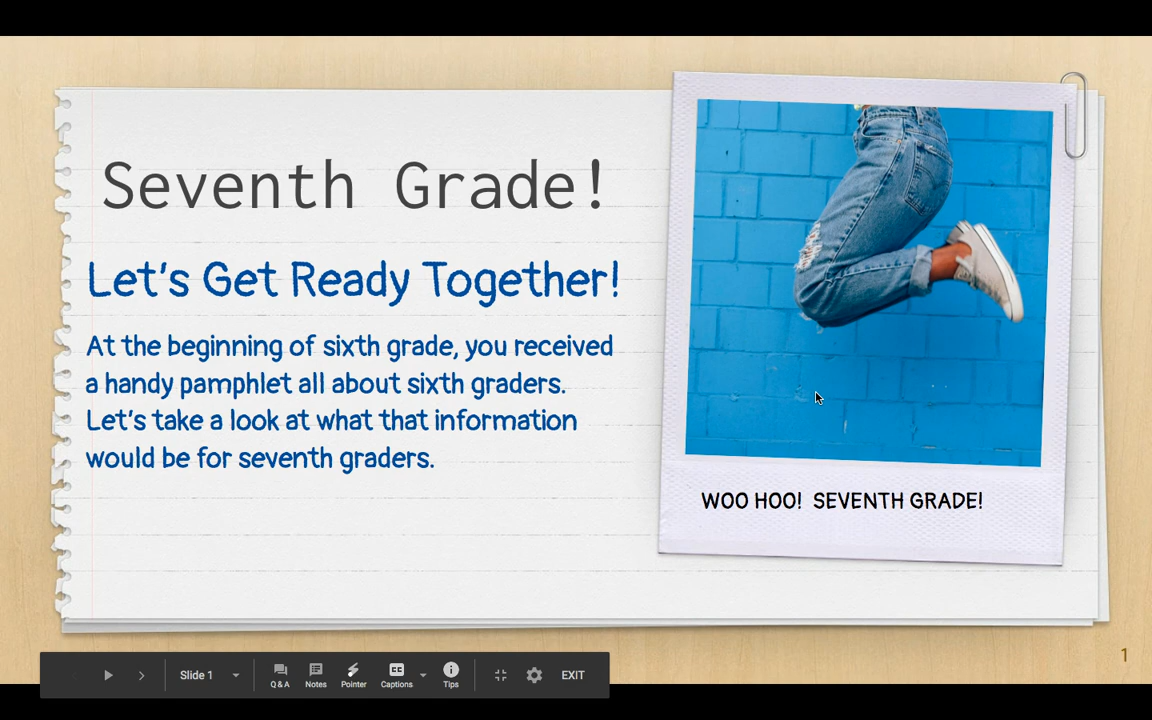 Seventh Grade!
Let's Get Ready Together!
At the beginning of sixth grade, you received
a handy pamphlet all about sixth graders.
Let's take a look at what that information
would be for seventh graders.
WOO HOO!  SEVENTH GRADE!
1
Slide 1
Q & A
Notes
Pointer
CC
Captions
Tips
EXIT